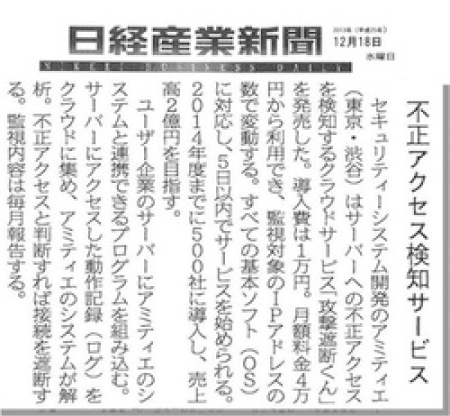 日経産業新聞
2013年(平成25年)
12月18日
水曜日
NIKKEI BUSINESS DAILY
不正アクセス検知サービス
セキュリティーシステム開発のアミティエ
（東京・渋谷）はサーバーへの不正アクセス
を検知するクラウドサービス「攻撃遮断くん」
を発売した。導入費は1万円。月額料金4万
円から利用でき、監視対象のIPアドレスの
数で変動する。すべての基本ソフト（OS）
に対応し、5日以内でサービスを始められる。
2014年度までに500社に導入し、売上
高2億円を目指す。
ユーザー企業のサーバーにアミティエのシ
ステムと連携できるプログラムを組み込む。
サーバーにアクセスした動作記録（ログ）を
クラウドに集め、アミティエのシステムが解
析。不正アクセスと判断すれば接続を遮断す
る。監視内容は毎月報告する。